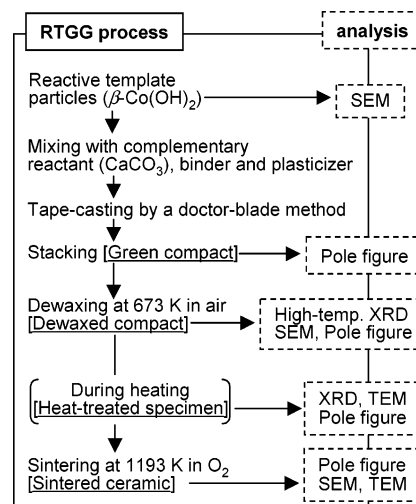 RTGG process
analysis
Reactive template
particles (β-Co(OH)₂)
SEM
Mixing with complementary
reactant (CaCO₃), binder and plasticizer
Tape-casting by a doctor-blade method
Stacking [Green compact]
Pole figure
Dewaxing at 673 K in air
[Dewaxed compact]
High-temp. XRD
SEM, Pole figure
During heating
[Heat-treated specimen]
XRD, TEM
Pole figure
Sintering at 1193 K in O₂
[Sintered ceramic]
Pole figure
SEM, TEM